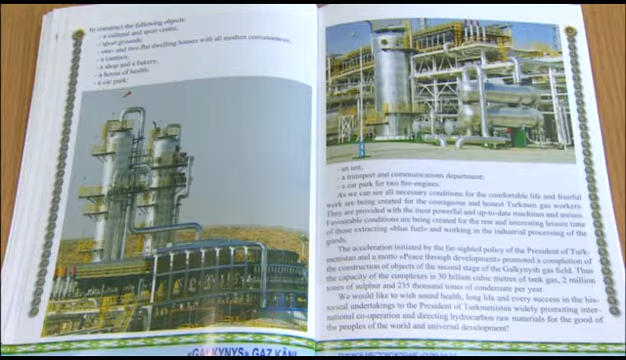 to construct the following objects:
- a cultural and sport centre;
- sport grounds;
- one- and two-flat dwelling houses with all modern conveniences;
- a canteen;
- a shop and a bakery;
- a house of health;
- a car park;
- an inn;
- a transport and communications department;
- a car park for two fire-engines.
As we can see all necessary conditions for the comfortable life and fruitful
work are being created for the courageous and honest Turkmen gas workers.
They are provided with the most powerful and up-to-date machines and means.
Favourable conditions are being created for the rest and interesting leisure time
of those extracting «blue fuel» and working in the industrial processing of the
goods.
The acceleration initiated by the far-sighted policy of the President of Turk-
menistan and a motto «Peace through development» promoted a completion of
the construction of objects of the second stage of the Galkynysh gas field. Thus
the capacity of the complexes is 30 billion cubic metres of tank gas, 2 million
tones of sulphur and 235 thousand tones of condensate per year.
We would like to wish sound health, long life and every success in the his-
torical undertakings to the President of Turkmenistan widely promoting inter-
national co-operation and directing hydrocarbon raw materials for the good of
the peoples of the world and universal development!
«GALKYNYŞ» GAZ KÄNI